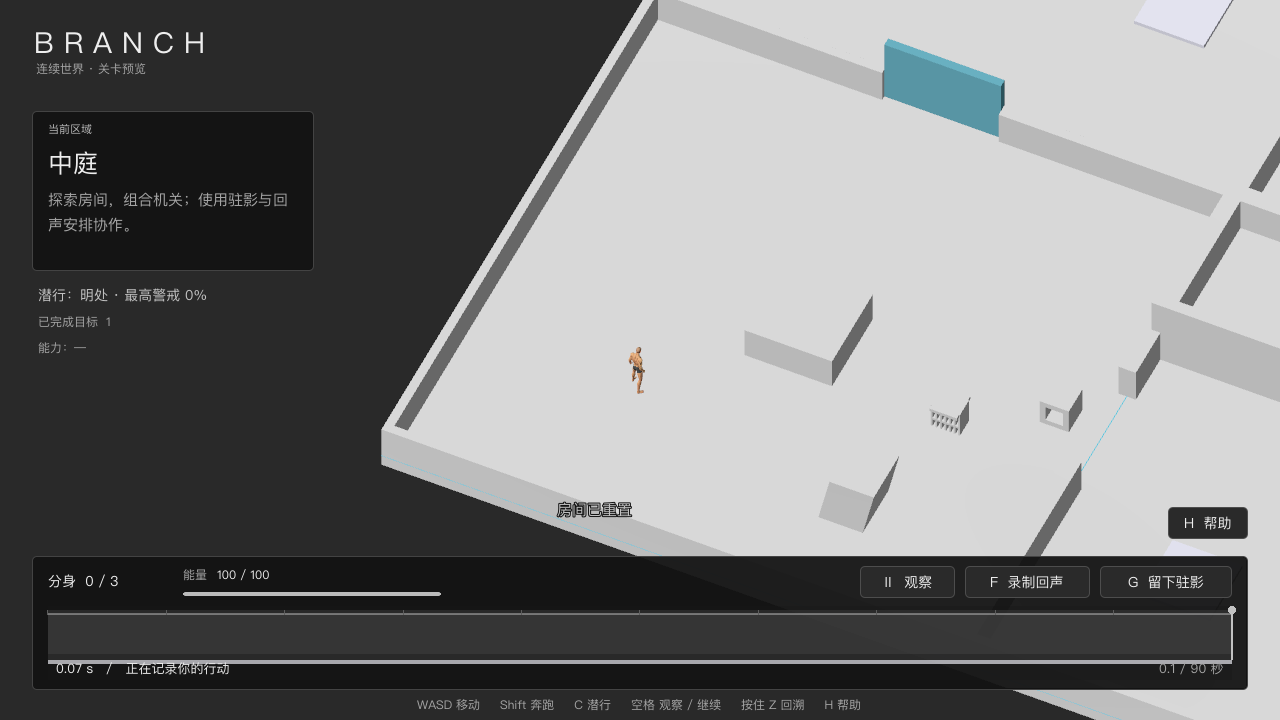 BRANCH
连续世界 · 关卡预览
当前区域
中庭
探索房间，组合机关；使用驻影与回
声安排协作。
潜行：明处 · 最高警戒 0%
已完成目标 1
能力：—
房间已重置
H 帮助
分身 0 / 3
能量 100 / 100
II 观察
F 录制回声
G 留下驻影
0.07 s / 正在记录你的行动
0.1 / 90 秒
WASD 移动 Shift 奔跑 C 潜行 空格 观察 / 继续 按住 Z 回溯 H 帮助